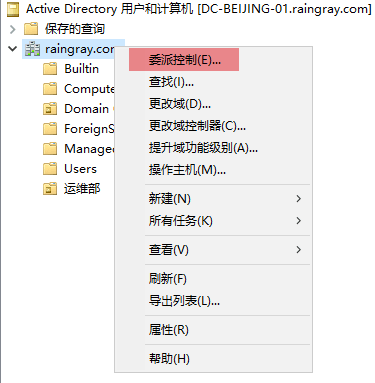 Active Directory 用户和计算机 [DC-BEIJING-01.raingray.com]
保存的查询
raingray.com
Builtin
Compute
Domain
ForeignS
Managed
Users
运维部
委派控制(E)...
查找(I)...
更改域(D)...
更改域控制器(C)...
提升域功能级别(A)...
操作主机(M)...
新建(N)
所有任务(K)
查看(V)
刷新(F)
导出列表(L)...
属性(R)
帮助(H)